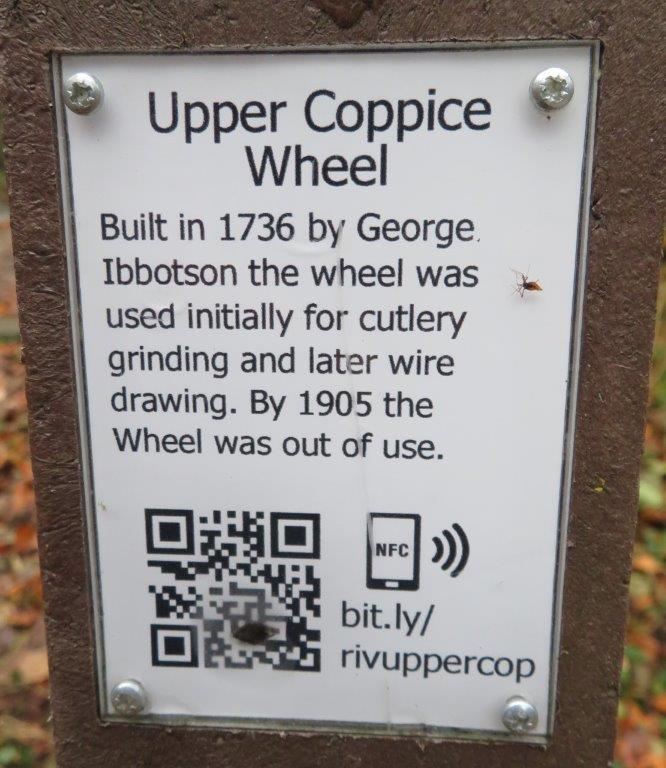 Upper Coppice
Wheel
Built in 1736 by George
Ibbotson the wheel was
used initially for cutlery
grinding and later wire
drawing. By 1905 the
Wheel was out of use.
NFC
bit.ly/
rivuppercop